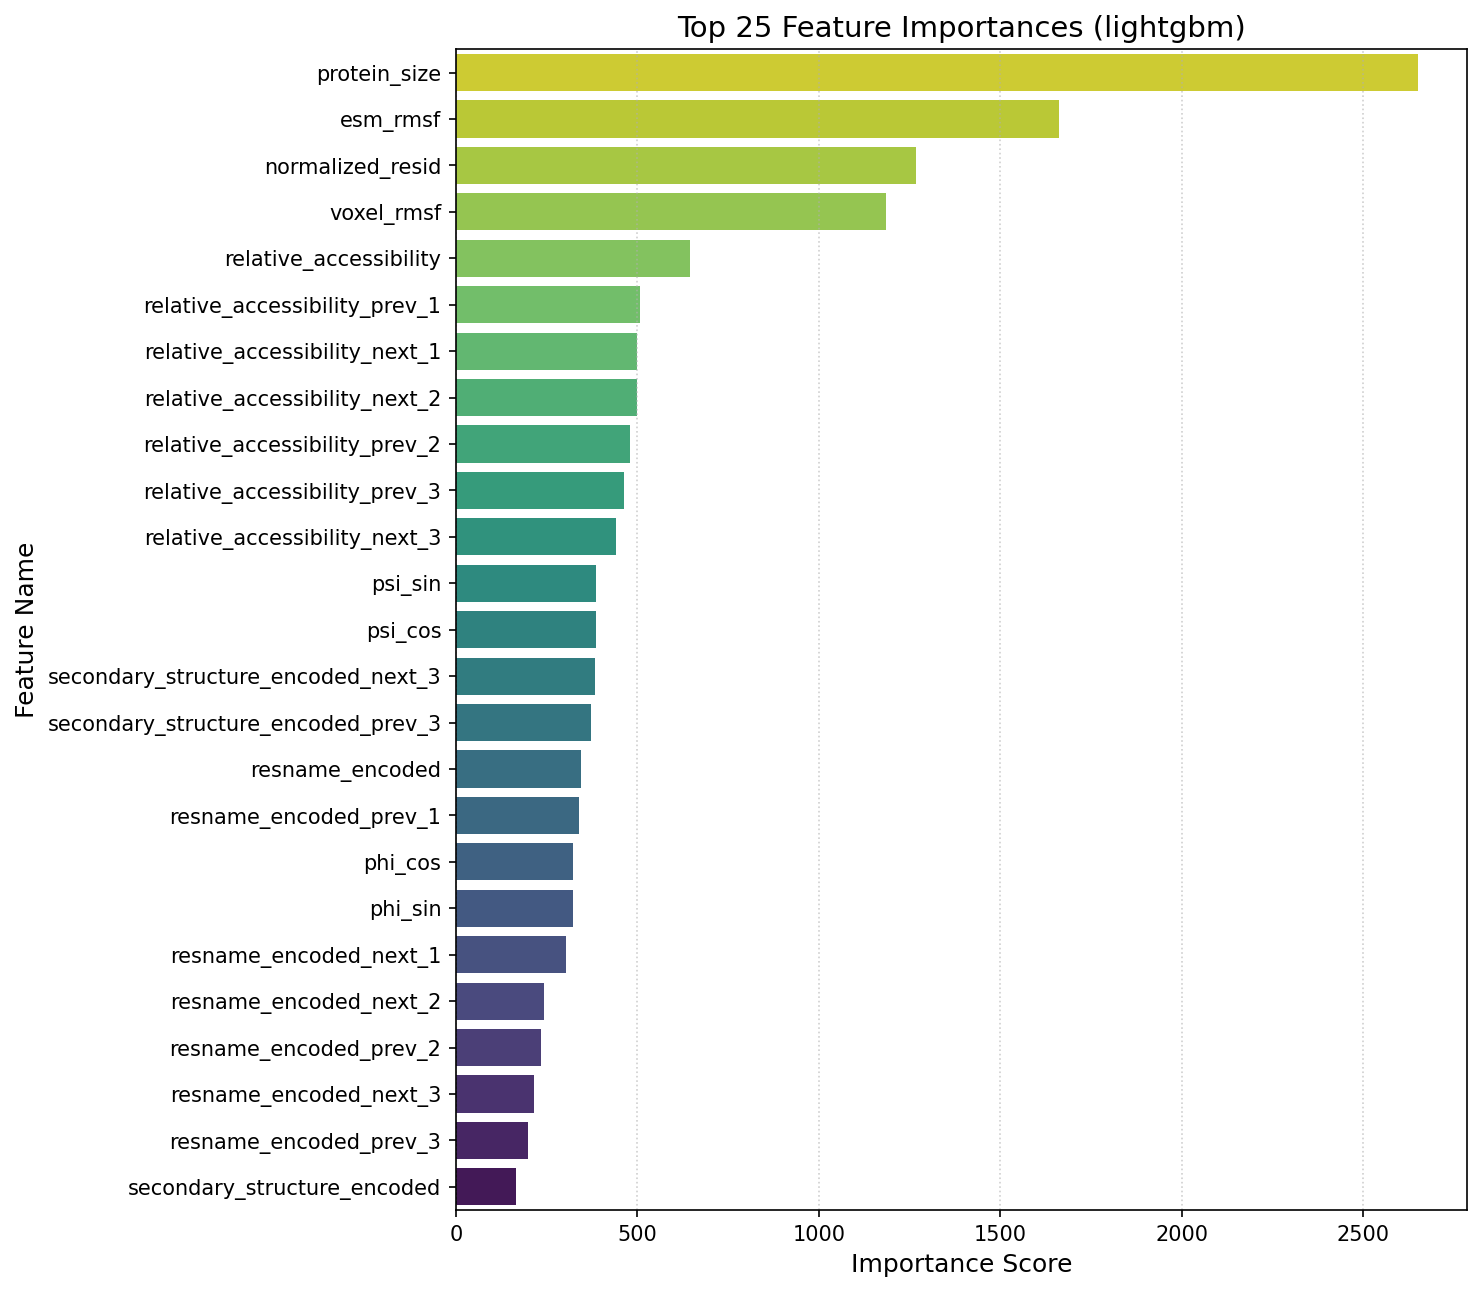 Top 25 Feature Importances (lightgbm)
Feature Name
protein_size
esm_rmsf
normalized_resid
voxel_rmsf
relative_accessibility
relative_accessibility_prev_1
relative_accessibility_next_1
relative_accessibility_next_2
relative_accessibility_prev_2
relative_accessibility_prev_3
relative_accessibility_next_3
psi_sin
psi_cos
secondary_structure_encoded_next_3
secondary_structure_encoded_prev_3
resname_encoded
resname_encoded_prev_1
phi_cos
phi_sin
resname_encoded_next_1
resname_encoded_next_2
resname_encoded_prev_2
resname_encoded_next_3
resname_encoded_prev_3
secondary_structure_encoded
0 500 1000 1500 2000 2500
Importance Score